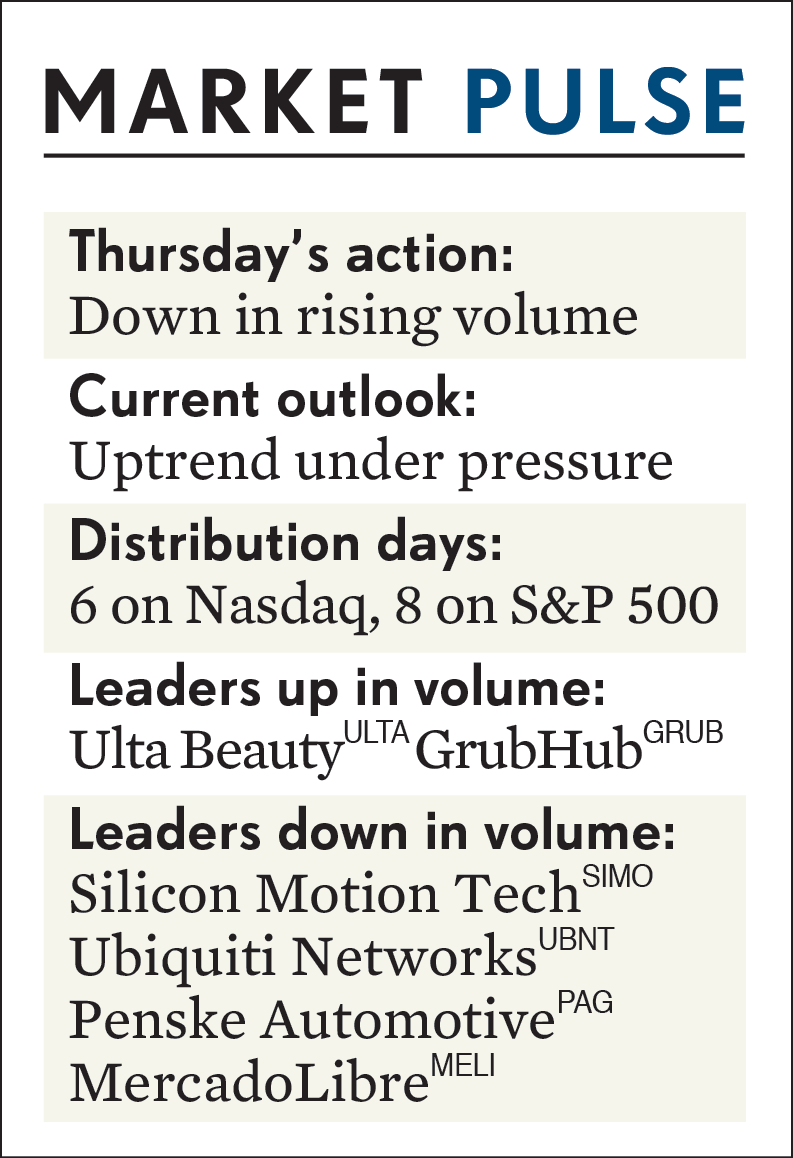 MARKET PULSE
Thursday’s action:
Down in rising volume
Current outlook:
Uptrend under pressure
Distribution days:
6 on Nasdaq, 8 on S&P 500
Leaders up in volume:
Ulta Beauty ULTA GrubHub GRUB
Leaders down in volume:
Silicon Motion Tech SIMO
Ubiquiti Networks UBNT
Penske Automotive PAG
MercadoLibre MELI